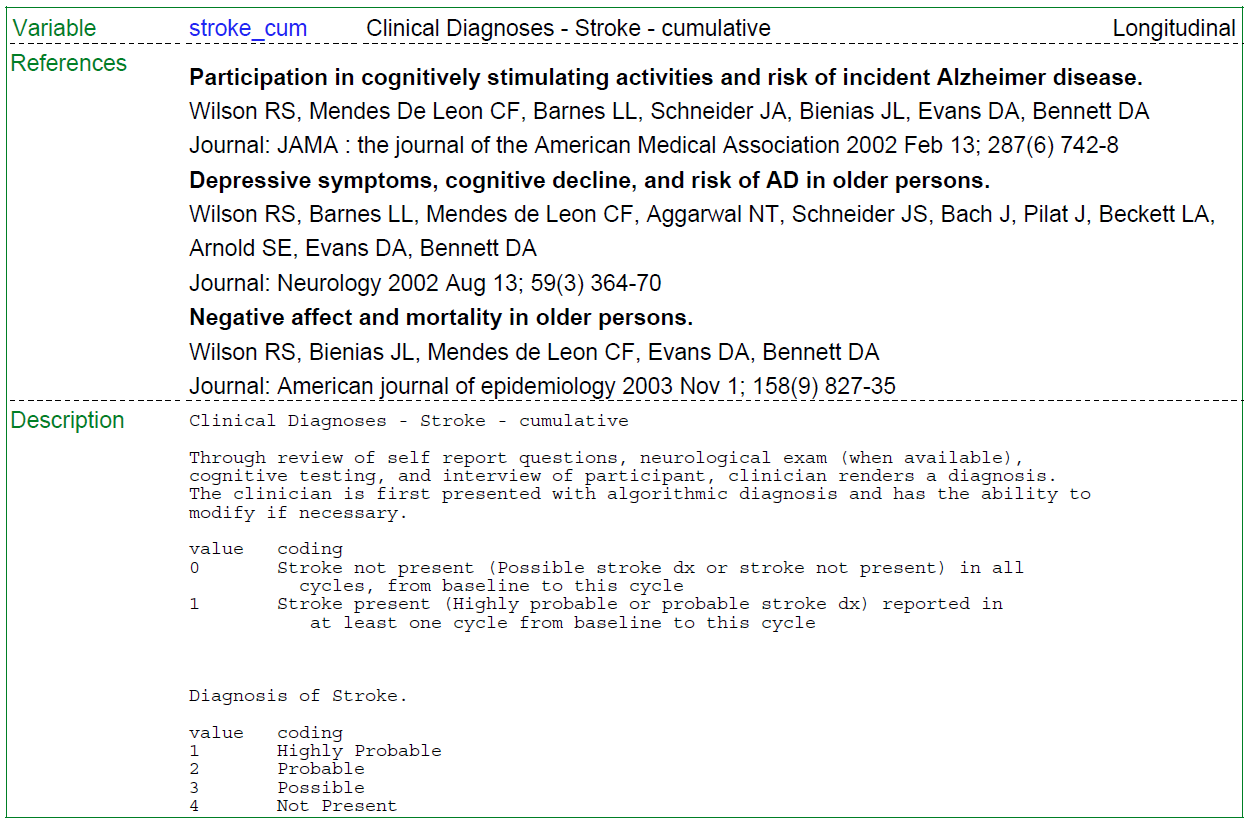 Variable stroke_cum Clinical Diagnoses - Stroke - cumulative Longitudinal
References
Participation in cognitively stimulating activities and risk of incident Alzheimer disease.
Wilson RS, Mendes De Leon CF, Barnes LL, Schneider JA, Bienias JL, Evans DA, Bennett DA
Journal: JAMA : the journal of the American Medical Association 2002 Feb 13; 287(6) 742-8
Depressive symptoms, cognitive decline, and risk of AD in older persons.
Wilson RS, Barnes LL, Mendes de Leon CF, Aggarwal NT, Schneider JS, Bach J, Pilat J, Beckett LA,
Arnold SE, Evans DA, Bennett DA
Journal: Neurology 2002 Aug 13; 59(3) 364-70
Negative affect and mortality in older persons.
Wilson RS, Bienias JL, Mendes de Leon CF, Evans DA, Bennett DA
Journal: American journal of epidemiology 2003 Nov 1; 158(9) 827-35
Description Clinical Diagnoses - Stroke - cumulative
Through review of self report questions, neurological exam (when available),
cognitive testing, and interview of participant, clinician renders a diagnosis.
The clinician is first presented with algorithmic diagnosis and has the ability to
modify if necessary.
value coding
0 Stroke not present (Possible stroke dx or stroke not present) in all
cycles, from baseline to this cycle
1 Stroke present (Highly probable or probable stroke dx) reported in
at least one cycle from baseline to this cycle
Diagnosis of Stroke.
value coding
1 Highly Probable
2 Probable
3 Possible
4 Not Present